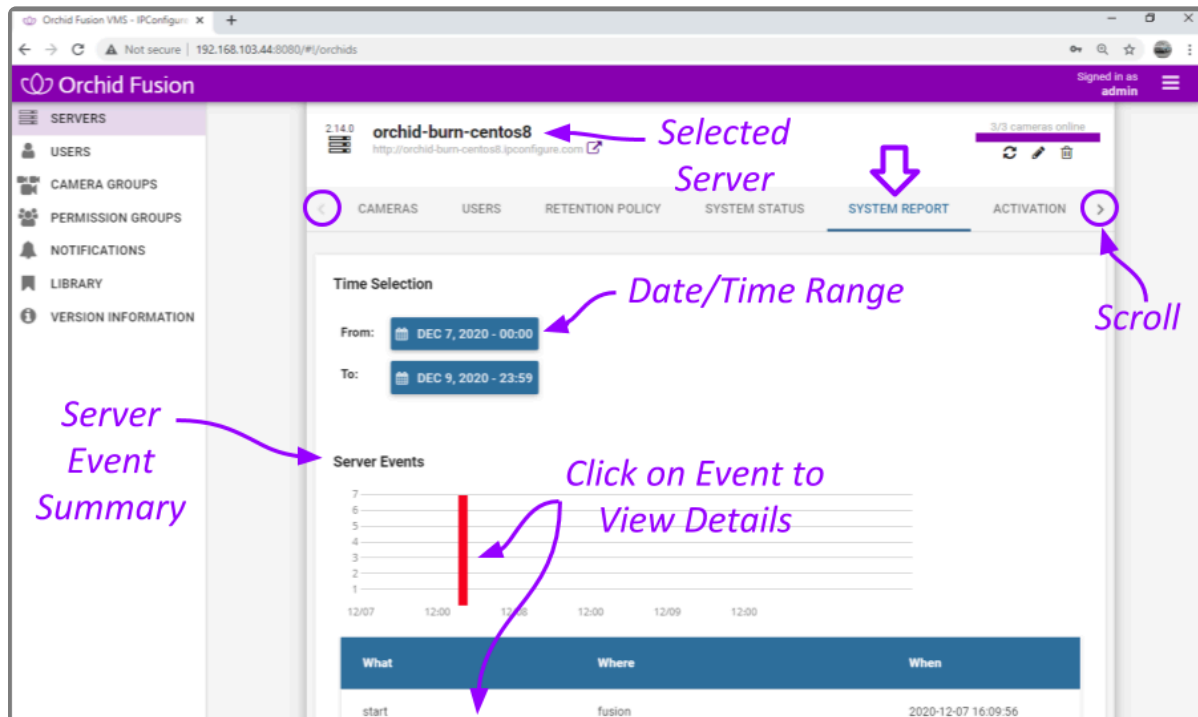 Orchid Fusion VMS - IPConfigure
Not secure | 192.168.103.44:8080/#!/orchids
Orchid Fusion
Signed in as
admin
SERVERS
USERS
CAMERA GROUPS
PERMISSION GROUPS
NOTIFICATIONS
LIBRARY
VERSION INFORMATION
2.14.0
orchid-burn-centos8
http://orchid-burn-centos8.ipconfigure.com
Selected
Server
3/3 cameras online
CAMERAS USERS RETENTION POLICY SYSTEM STATUS SYSTEM REPORT ACTIVATION
Scroll
Time Selection
Date/Time Range
From: DEC 7, 2020 - 00:00
To: DEC 9, 2020 - 23:59
Server
Event
Summary
Server Events
Click on Event to
View Details
7
6
5
4
3
2
1
12/07 12:00 12/08 12:00 12/09 12:00
What Where When
start fusion 2020-12-07 16:09:56